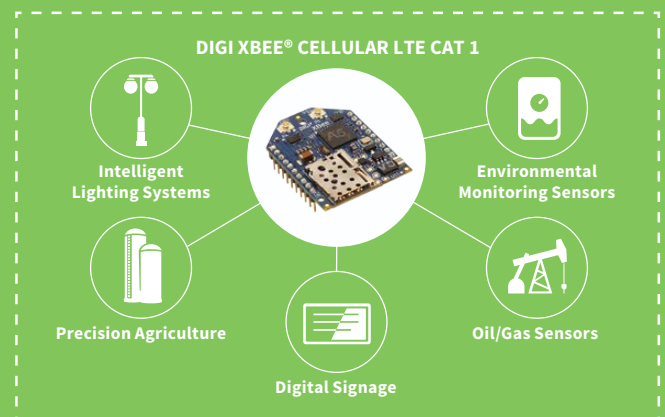 DIGI XBEE® CELLULAR LTE CAT 1
Intelligent
Lighting Systems
Environmental
Monitoring Sensors
Precision Agriculture
Oil/Gas Sensors
Digital Signage